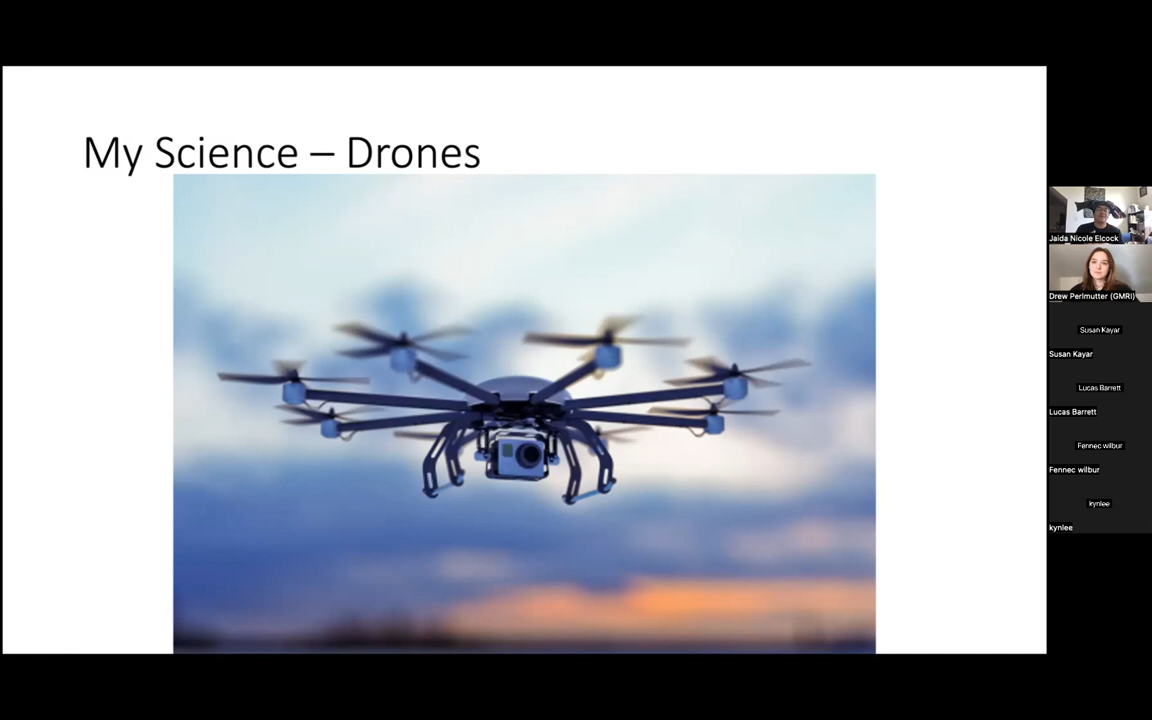 My Science – Drones
Jaida Nicole Elcock
Drew Perlmutter (GMRI)
Susan Kayar
Susan Kayar
Lucas Barrett
Lucas Barrett
Fennec wilbur
Fennec wilbur
kynlee
kynlee